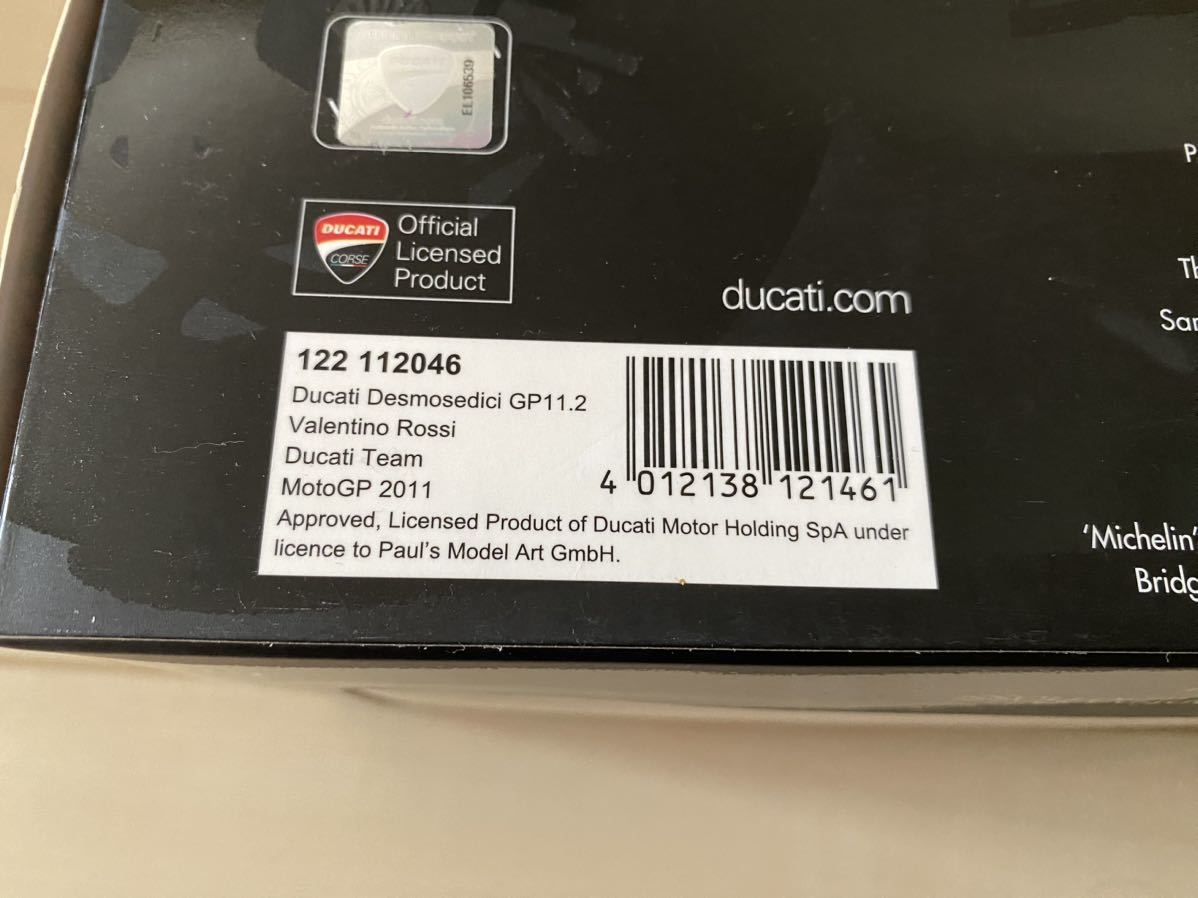 DUCATI
EL106539
DUCATI
CORSE
Official
Licensed
Product
ducati.com
122 112046
Ducati Desmosedici GP11.2
Valentino Rossi
Ducati Team
MotoGP 2011
Approved, Licensed Product of Ducati Motor Holding SpA under
licence to Paul's Model Art GmbH.
4 012138 121461
'Michelin'